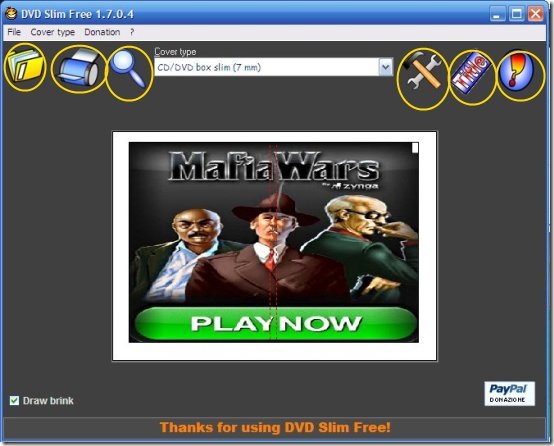 DVD Slim Free 1.7.0.4
File Cover type Donation ?
Cover type
CD/DVD box slim (7 mm)
Title
MafiaWars
by zynga
PLAY NOW
PayPal
DONAZIONE
Draw brink
Thanks for using DVD Slim Free!